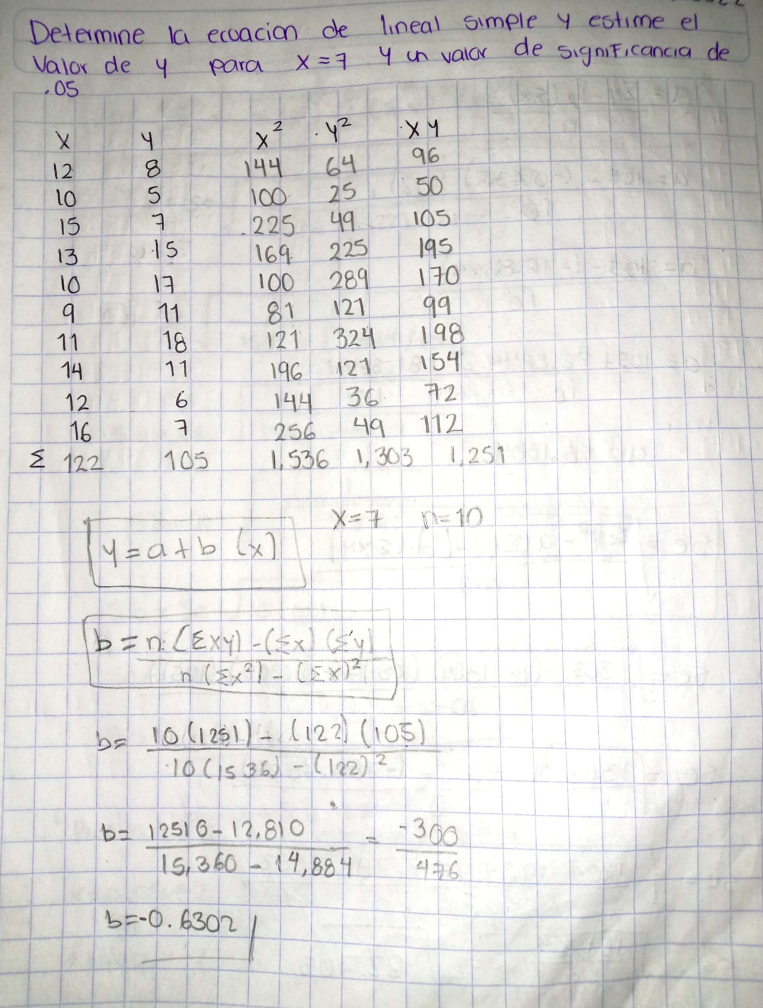 Determine la ecuacion de lineal simple y estime el
Valor de y para x=7 y un valor de significancia de
.05
x y x² y² xy
12 8 144 64 96
10 5 100 25 50
15 7 225 49 105
13 15 169 225 195
10 17 100 289 170
9 11 81 121 99
11 18 121 324 198
14 11 196 121 154
12 6 144 36 72
16 7 256 49 112
Σ 122 105 1,536 1,303 1,251
x=7 n=10
y=a+b (x)
b= n.(Σxy)-(Σx)(Σy)
n(Σx²)-(Σx)²
b= 10(1251)-(122)(105)
10(1536)-(122)²
b= 12510-12,810 = -300
15,360-14,884 476
b=-0.6302